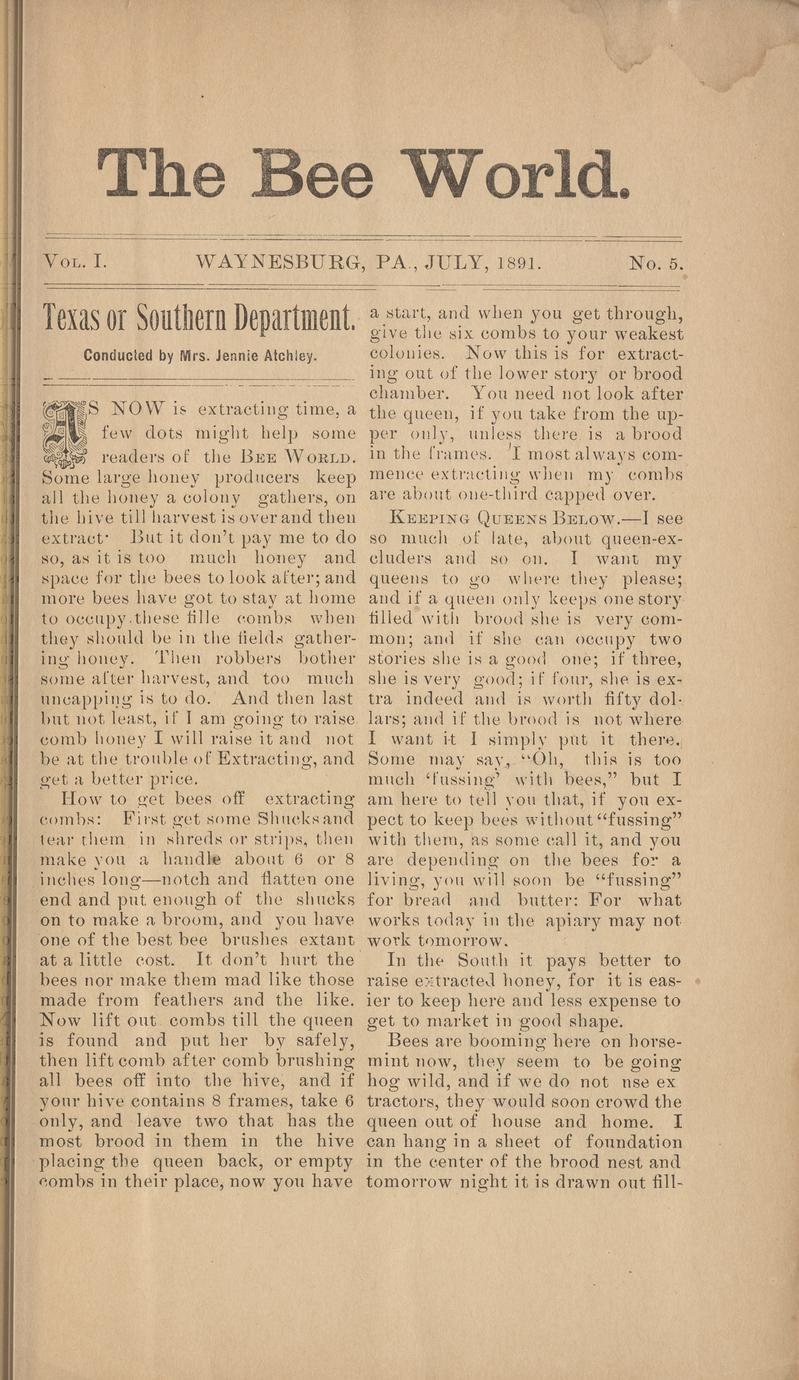 The Bee World.
VOL. I. WAYNESBURG, PA., JULY, 1891. No. 5.
Texas or Southern Department.
Conducted by Mrs. Jennie Atchley.
AS NOW is extracting time, a
few dots might help some
readers of the BEE WORLD.
Some large honey producers keep
all the honey a colony gathers, on
the hive till harvest is over and then
extract· But it don't pay me to do
so, as it is too much honey and
space for the bees to look after; and
more bees have got to stay at home
to occupy these fille combs when
they should be in the fields gather-
ing honey. Then robbers bother
some after harvest, and too much
uncapping is to do. And then last
but not least, if I am going to raise
comb honey I will raise it and not
be at the trouble of Extracting, and
get a better price.
How to get bees off extracting
combs: First get some Shucks and
tear them in shreds or strips, then
make you a handle about 6 or 8
inches long—notch and flatten one
end and put enough of the shucks
on to make a broom, and you have
one of the best bee brushes extant
at a little cost. It don't hurt the
bees nor make them mad like those
made from feathers and the like.
Now lift out combs till the queen
is found and put her by safely,
then lift comb after comb brushing
all bees off into the hive, and if
your hive contains 8 frames, take 6
only, and leave two that has the
most brood in them in the hive
placing the queen back, or empty
combs in their place, now you have
a start, and when you get through,
give the six combs to your weakest
colonies. Now this is for extract-
ing out of the lower story or brood
chamber. You need not look after
the queen, if you take from the up-
per only, unless there is a brood
in the frames. I most always com-
mence extracting when my combs
are about one-third capped over.
KEEPING QUEENS BELOW.—I see
so much of late, about queen-ex-
cluders and so on. I want my
queens to go where they please;
and if a queen only keeps one story
filled with brood she is very com-
mon; and if she can occupy two
stories she is a good one; if three,
she is very good; if four, she is ex-
tra indeed and is worth fifty dol-
lars; and if the brood is not where
I want it I simply put it there.
Some may say, "Oh, this is too
much 'fussing' with bees," but I
am here to tell you that, if you ex-
pect to keep bees without "fussing"
with them, as some call it, and you
are depending on the bees for a
living, you will soon be "fussing"
for bread and butter: For what
works today in the apiary may not
work tomorrow.
In the South it pays better to
raise extracted honey, for it is eas-
ier to keep here and less expense to
get to market in good shape.
Bees are booming here on horse-
mint now, they seem to be going
hog wild, and if we do not use ex
tractors, they would soon crowd the
queen out of house and home. I
can hang in a sheet of foundation
in the center of the brood nest and
tomorrow night it is drawn out fill-